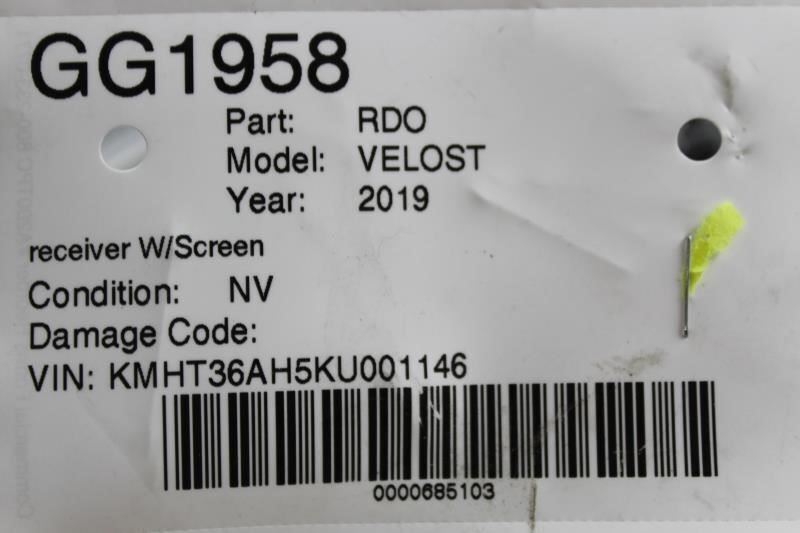 GG1958
Part: RDO
Model: VELOST
Year: 2019
receiver W/Screen
Condition: NV
Damage Code:
VIN: KMHT36AH5KU001146
0000685103